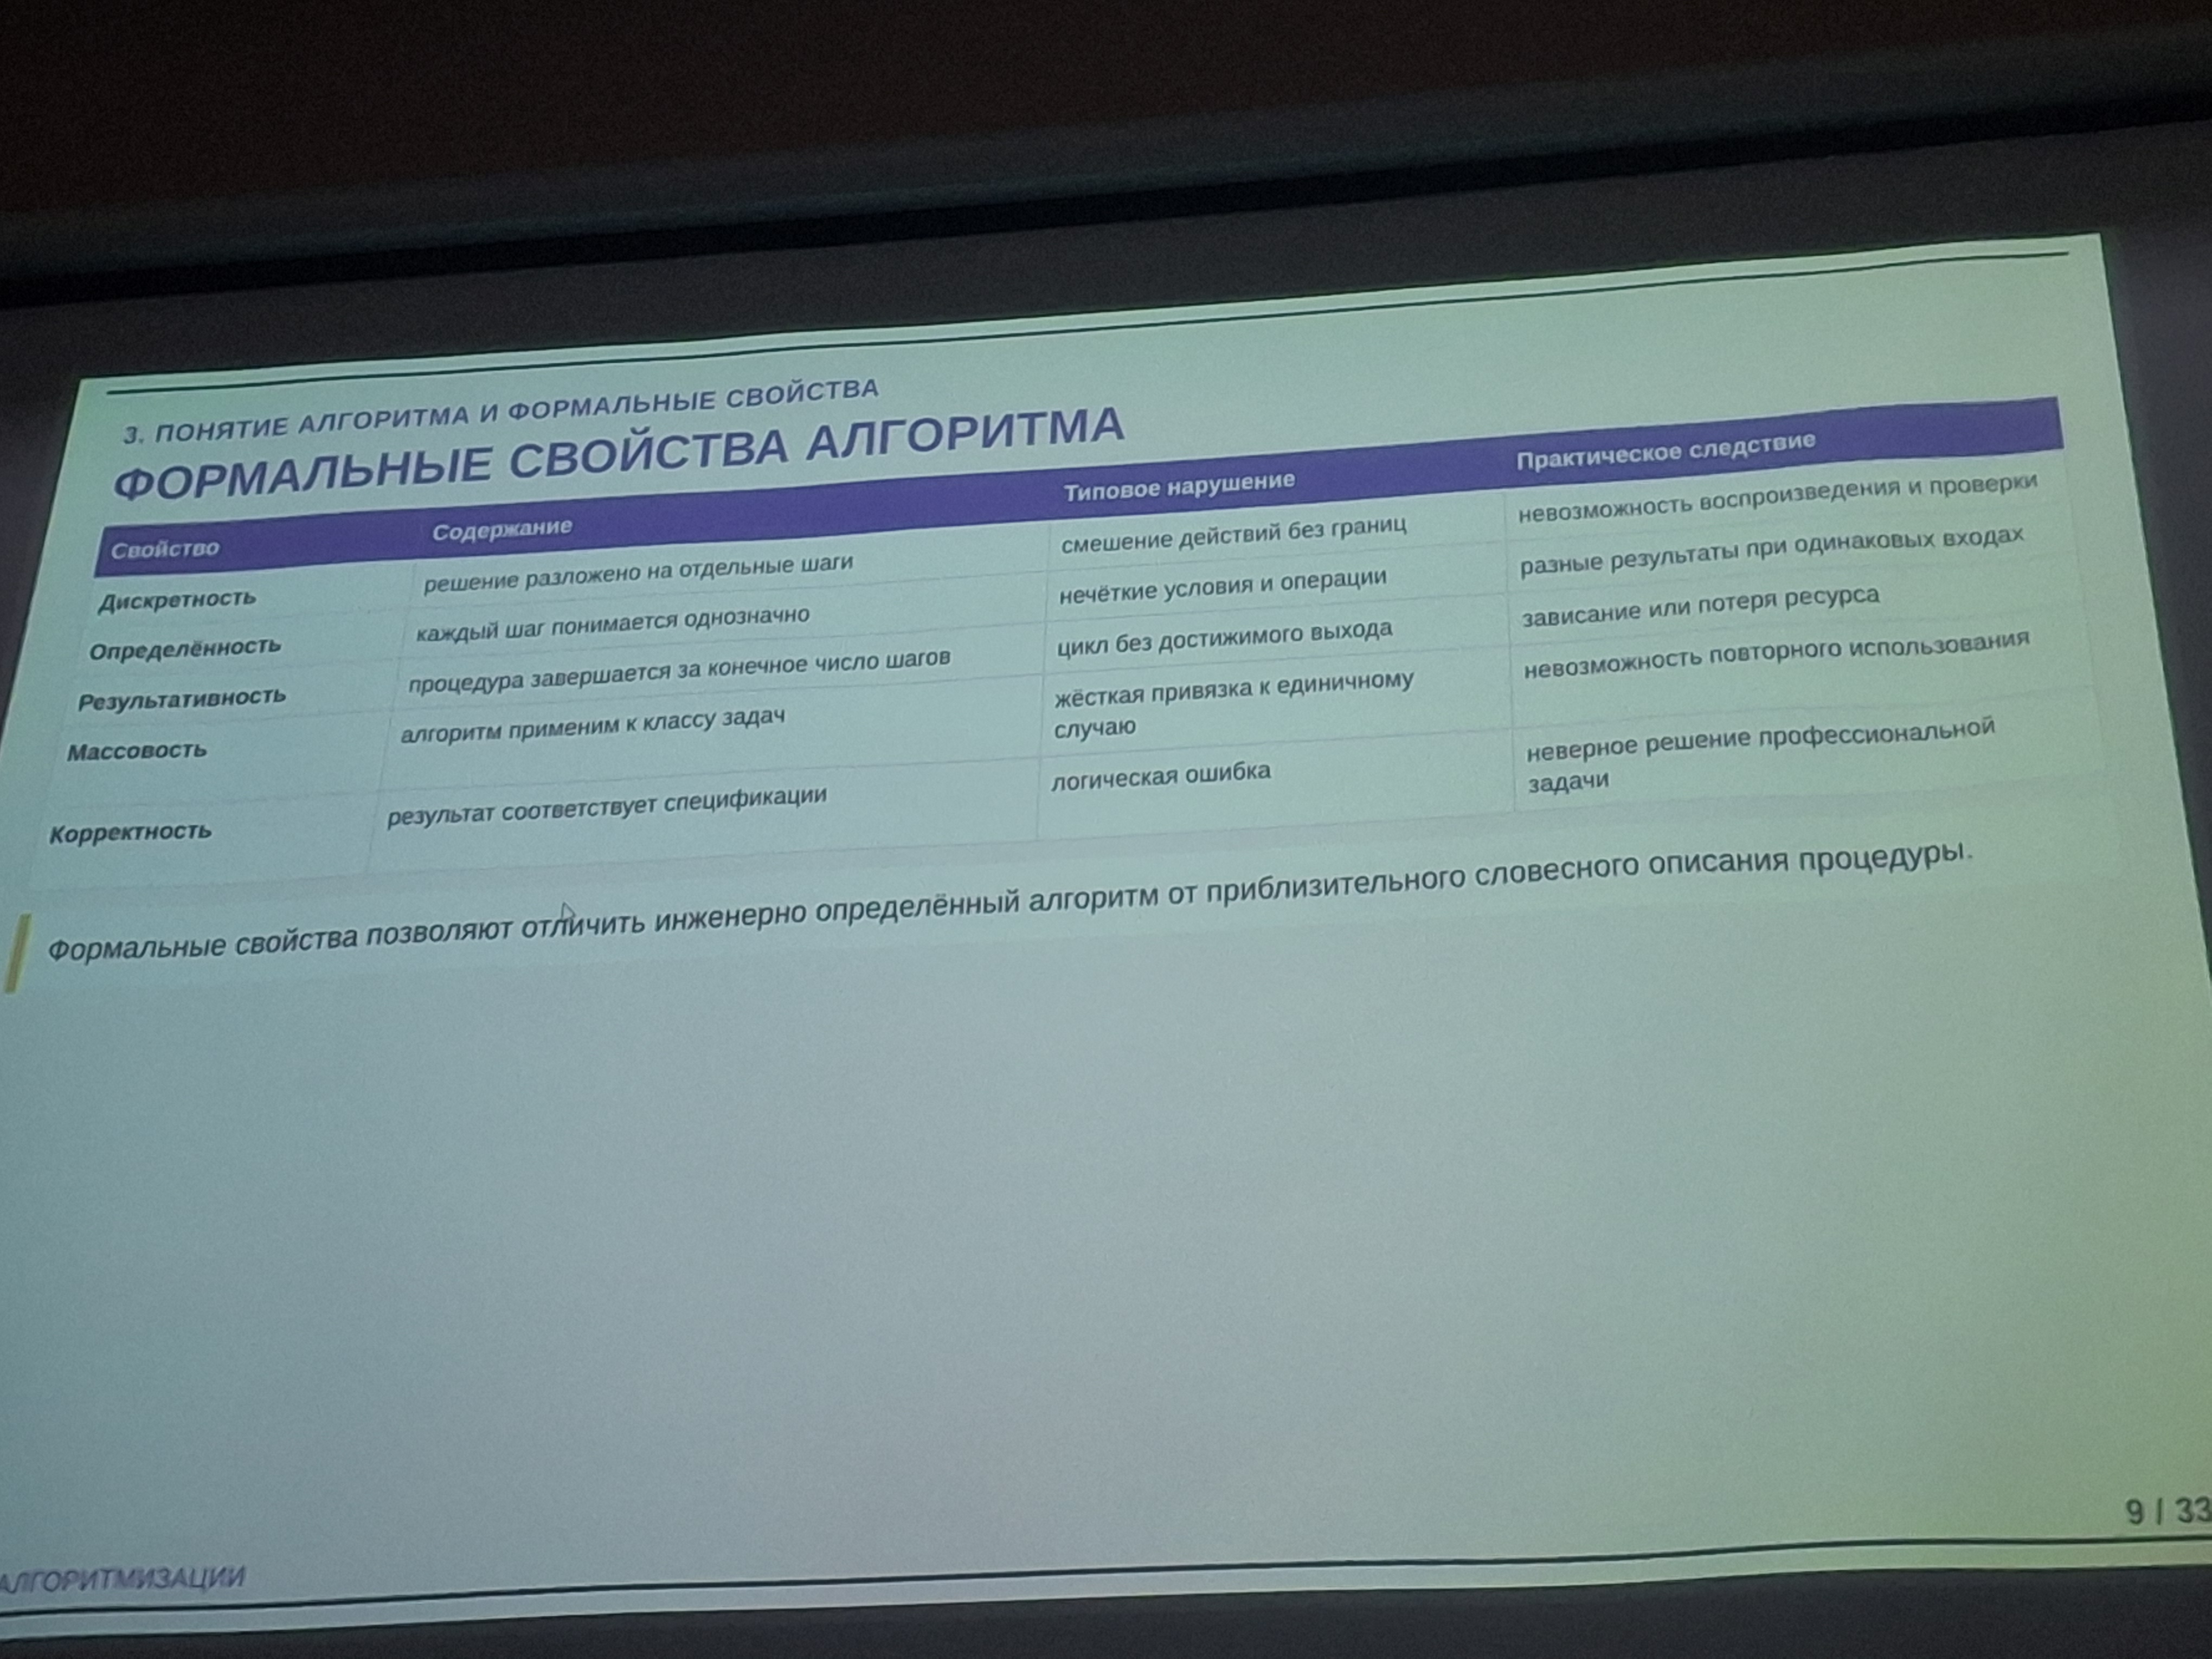 3. ПОНЯТИЕ АЛГОРИТМА И ФОРМАЛЬНЫЕ СВОЙСТВА
ФОРМАЛЬНЫЕ СВОЙСТВА АЛГОРИТМА
Свойство Содержание Типовое нарушение Практическое следствие
Дискретность решение разложено на отдельные шаги смешение действий без границ невозможность воспроизведения и проверки
Определённость каждый шаг понимается однозначно нечёткие условия и операции разные результаты при одинаковых входах
Результативность процедура завершается за конечное число шагов цикл без достижимого выхода зависание или потеря ресурса
Массовость алгоритм применим к классу задач жёсткая привязка к единичному невозможность повторного использования
случаю
Корректность результат соответствует спецификации логическая ошибка неверное решение профессиональной
задачи
Формальные свойства позволяют отличить инженерно определённый алгоритм от приблизительного словесного описания процедуры.
9 / 33
АЛГОРИТМИЗАЦИИ